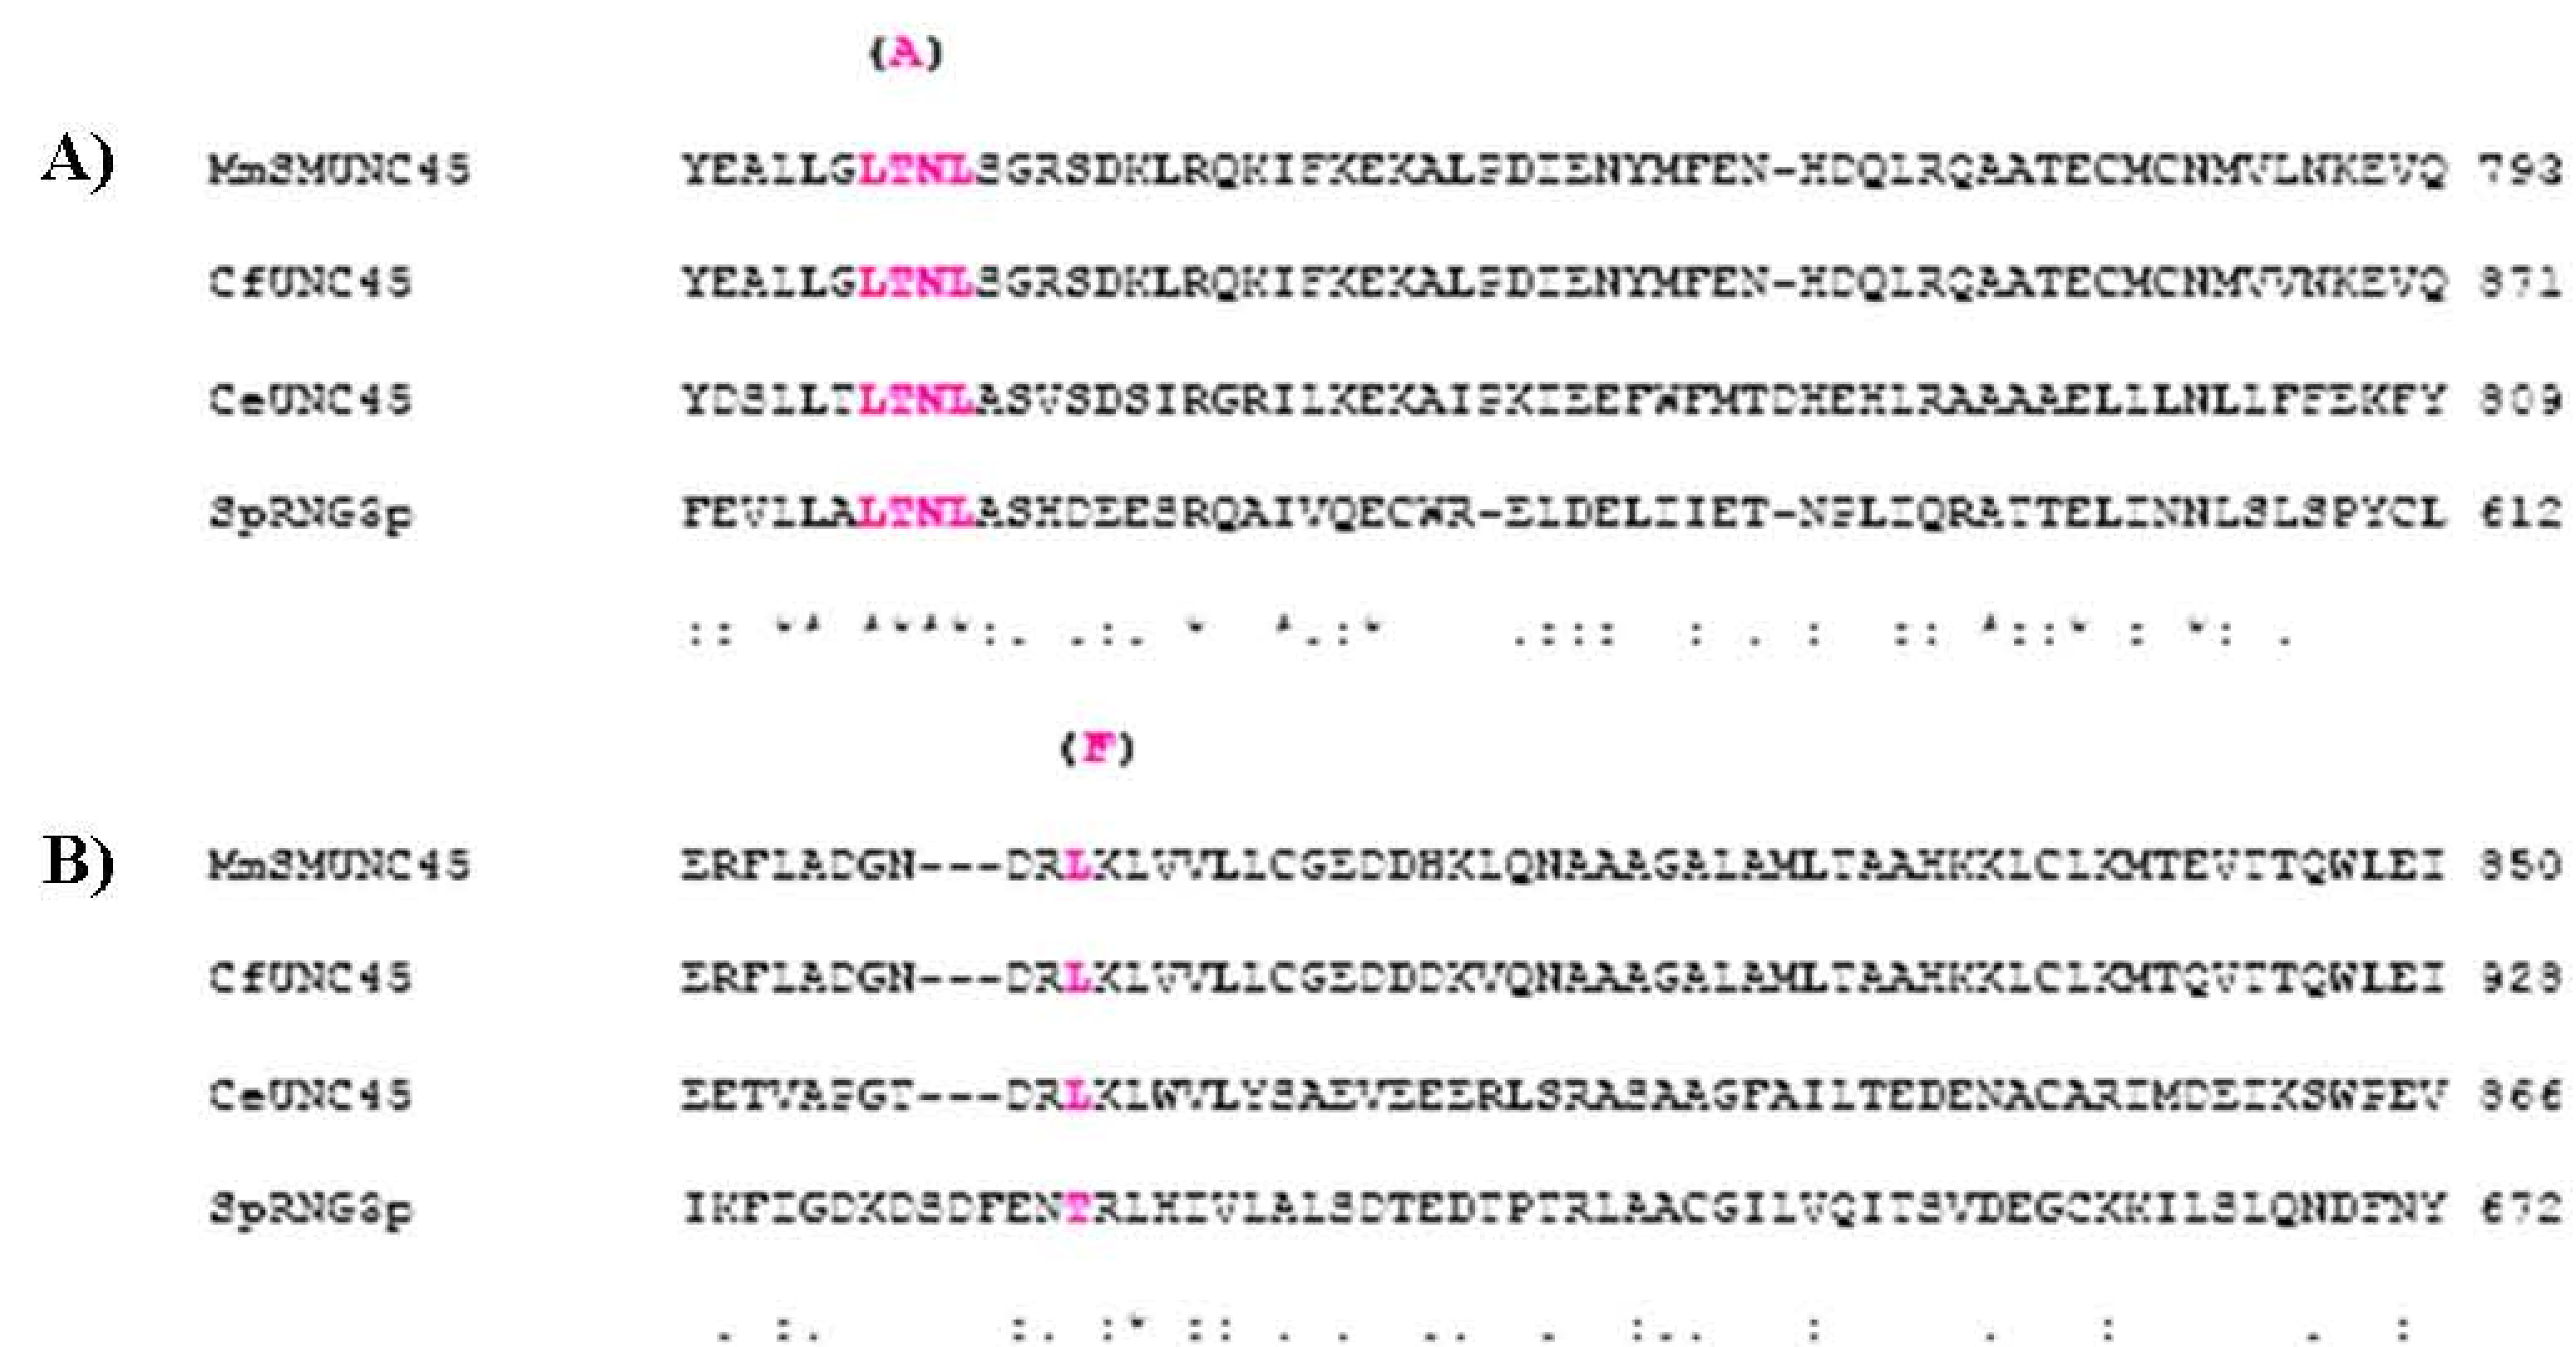 (A)
A) MmSMUNC45 YEALLGLTNLSGRSDKLRQKIFKEKALPDIENYMFEN-HDQLRQAATECMCNMVLNKEVQ 793
CfUNC45 YEALLGLTNLSGRSDKLRQKIFKEKALPDIENYMFEN-HDQLRQAATECMCNMVVNKEVQ 871
CeUNC45 YDSLLTLTNLASVSDSIRGRILKEKAIPKIEEFWFMTDHEHLRAAAAELLLNLLFFEKFY 809
SpRNG3p FEVLLALTNLASHDEESRQAIVQECWR-ELDELIIET-NPLIQRATTELINNLSLSPYCL 612
:: ** ****:. .:. * *.:* .:::: : . : :: *::* : *: .
(F)
B) MmSMUNC45 ERFLADGN---DRLKLVVLLCGEDDHKLQNAAAGALAMLTAAHKKLCLKMTEVTTQWLEI 850
CfUNC45 ERFLADGN---DRLKLVVLLCGEDDDKVQNAAAGALAMLTAAHKKLCLKMTQVTTQWLEI 928
CeUNC45 EETVAPGT---DRLKLWVLYSAEVEEERLSRASAAGFAILTEDENACARIMDEIKSWPEV 866
SpRNG3p IKFIGDKDSDFENTRLHIVLALSDTEDTPTRLAACGILVQITSVDEGCKKILSLQNDFNY 672
. :. :. :* :: . . .. . :.. : . : . :